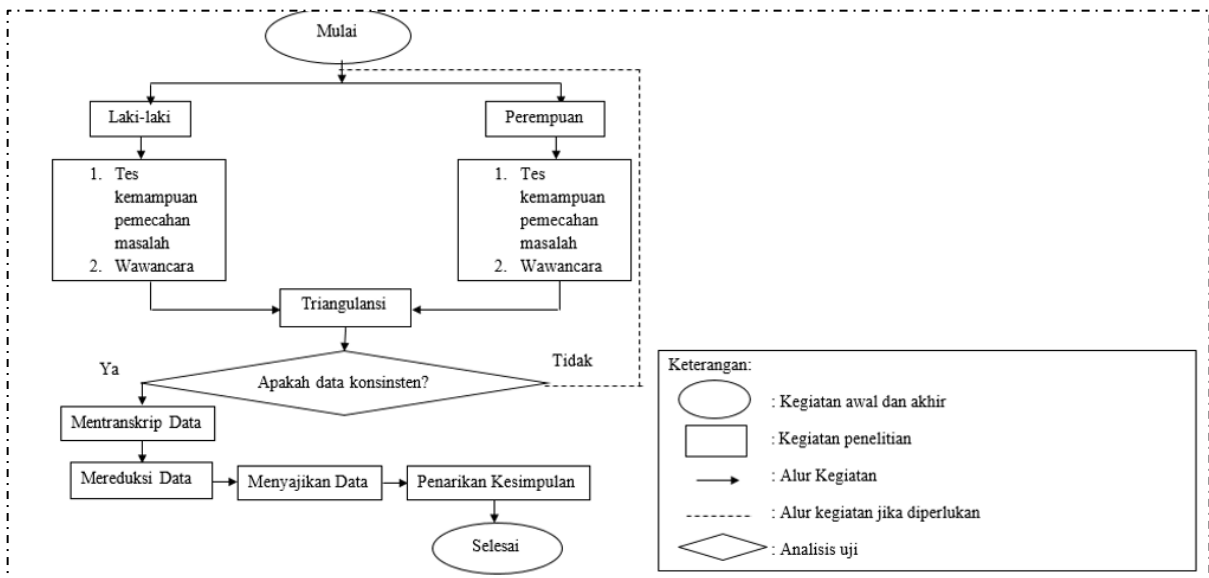 Mulai
Laki-laki
Perempuan
1. Tes
kemampuan
pemecahan
masalah
2. Wawancara
1. Tes
kemampuan
pemecahan
masalah
2. Wawancara
Triangulansi
Ya
Apakah data konsinsten?
Tidak
Mentranskrip Data
Mereduksi Data
Menyajikan Data
Penarikan Kesimpulan
Selesai
Keterangan:
: Kegiatan awal dan akhir
: Kegiatan penelitian
: Alur Kegiatan
: Alur kegiatan jika diperlukan
: Analisis uji